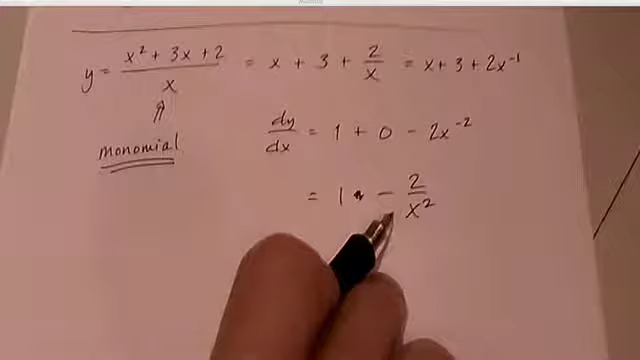 y = x² + 3x + 2 / x = x + 3 + 2/x = x + 3 + 2x⁻¹
monomial
dy/dx = 1 + 0 - 2x⁻²
= 1 - 2/x²